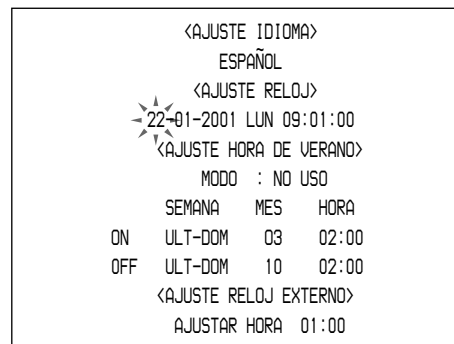 <AJUSTE IDIOMA>
ESPAÑOL
<AJUSTE RELOJ>
22-01-2001 LUN 09:01:00
<AJUSTE HORA DE VERANO>
MODO : NO USO
SEMANA MES HORA
ON ULT-DOM 03 02:00
OFF ULT-DOM 10 02:00
<AJUSTE RELOJ EXTERNO>
AJUSTAR HORA 01:00